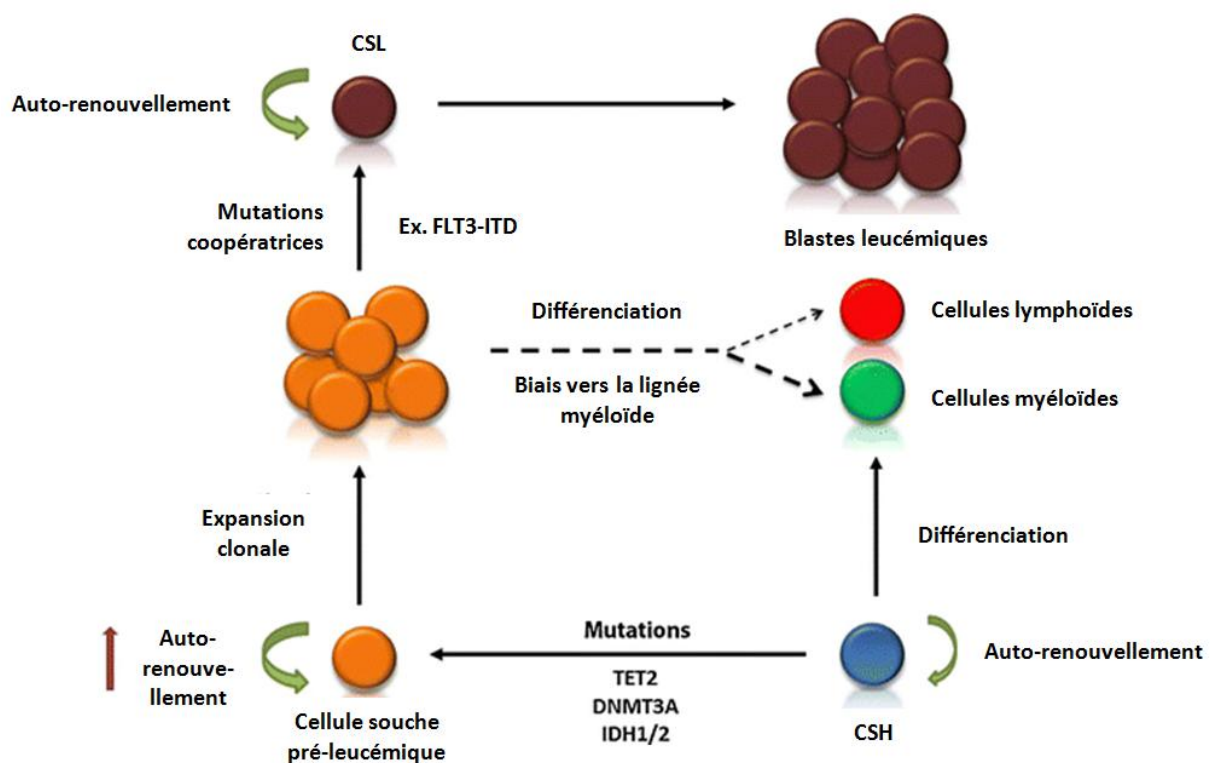 CSL
Auto-renouvellement
Mutations
coopératrices
Ex. FLT3-ITD
Blastes leucémiques
Différenciation
Biais vers la lignée
myéloïde
Cellules lymphoïdes
Cellules myéloïdes
Expansion
clonale
Différenciation
Auto-
renouve-
llement
Mutations
TET2
DNMT3A
IDH1/2
Auto-renouvellement
Cellule souche
pré-leucémique
CSH